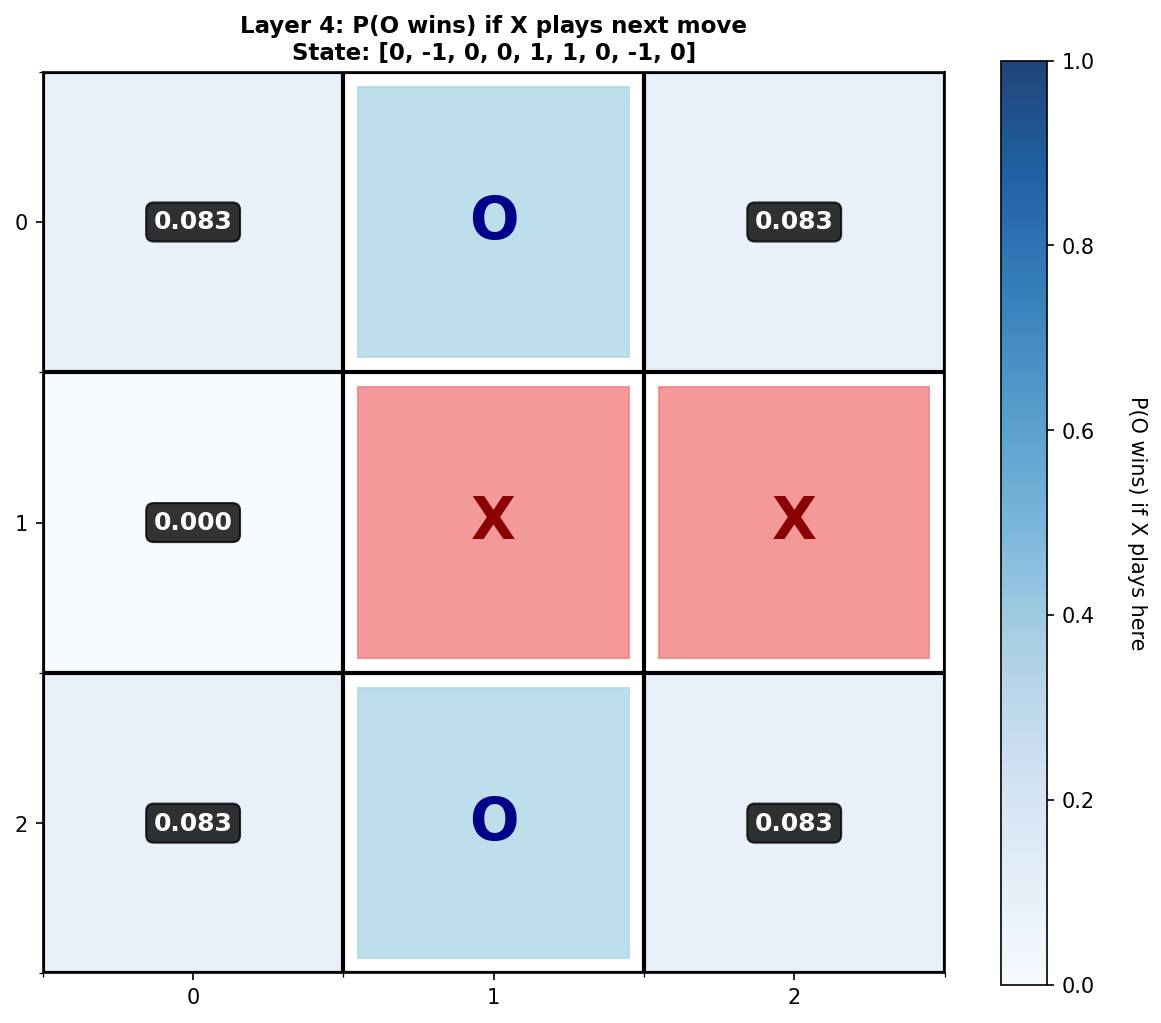 Layer 4: P(O wins) if X plays next move
State: [0, -1, 0, 0, 1, 1, 0, -1, 0]
0
0.083
O
0.083
1
0.000
X
X
2
0.083
O
0.083
0
1
2
1.0
0.8
0.6
0.4
0.2
0.0
P(O wins) if X plays here